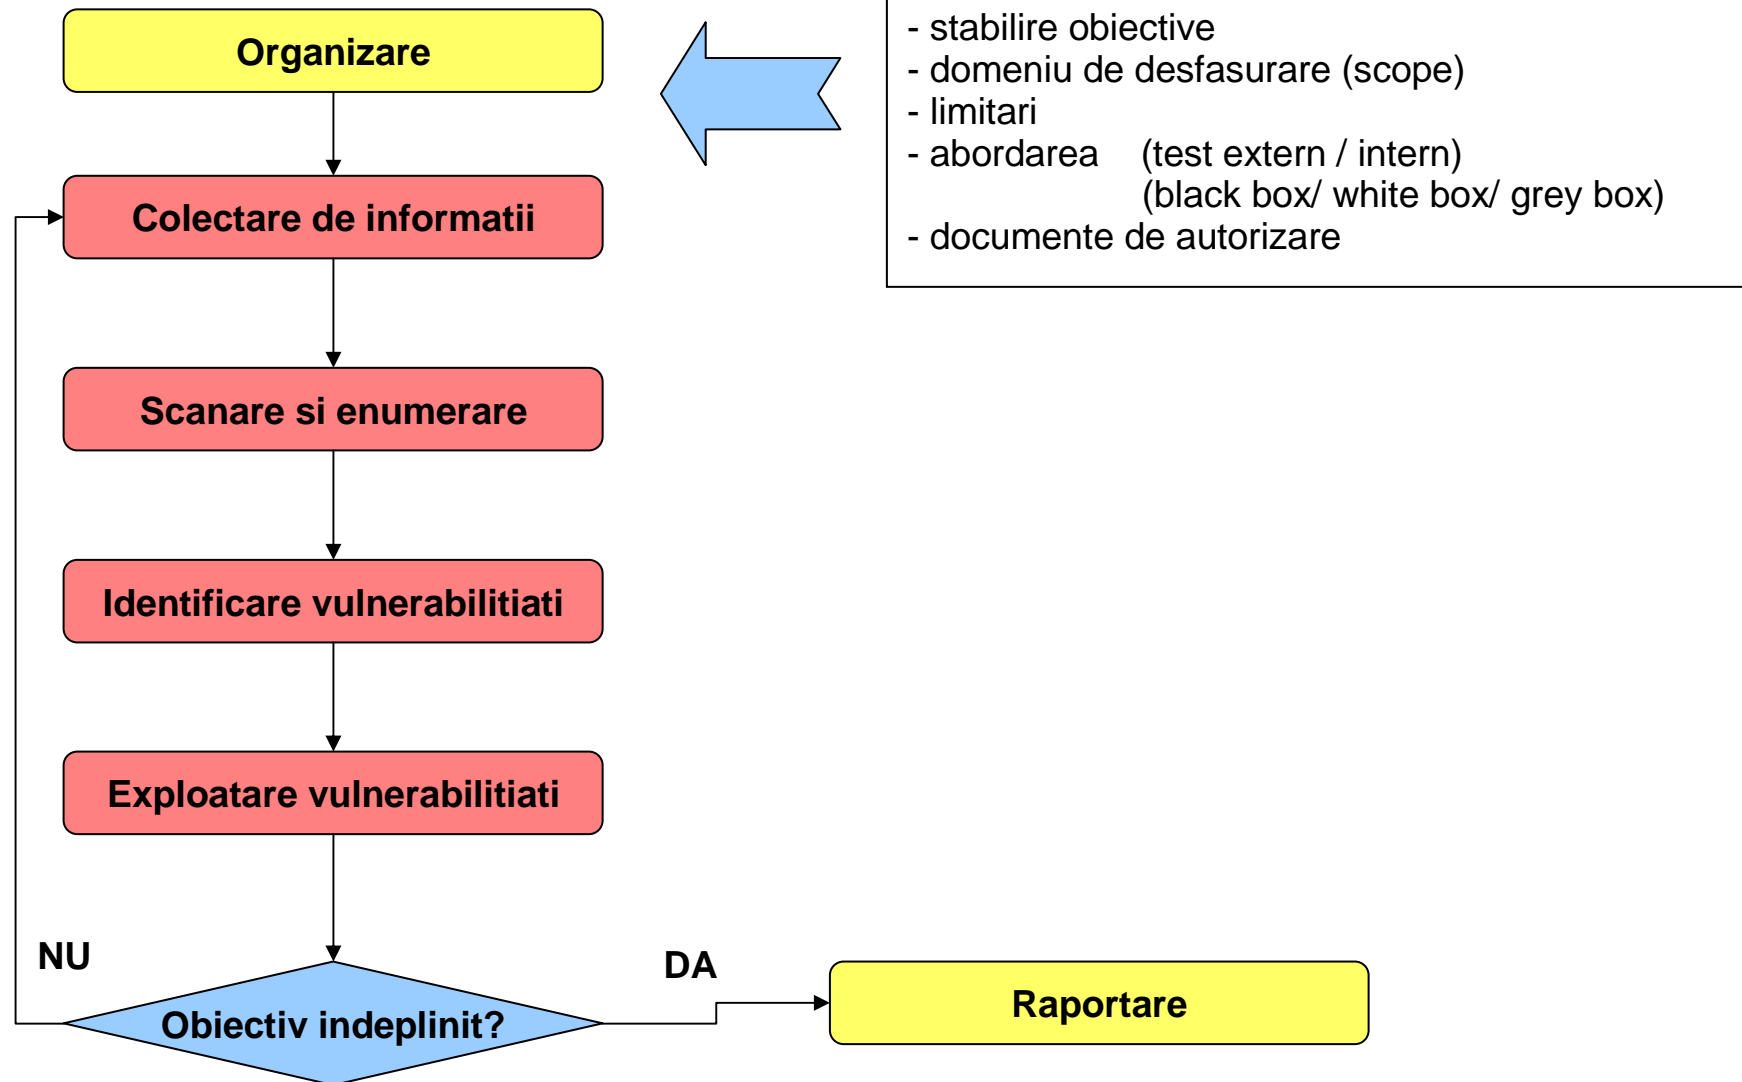 Organizare
- stabilire obiective
- domeniu de desfasurare (scope)
- limitari
- abordarea (test extern / intern)
(black box/ white box/ grey box)
- documente de autorizare
Colectare de informatii
Scanare si enumerare
Identificare vulnerabilitiati
Exploatare vulnerabilitiati
NU
Obiectiv indeplinit?
DA
Raportare